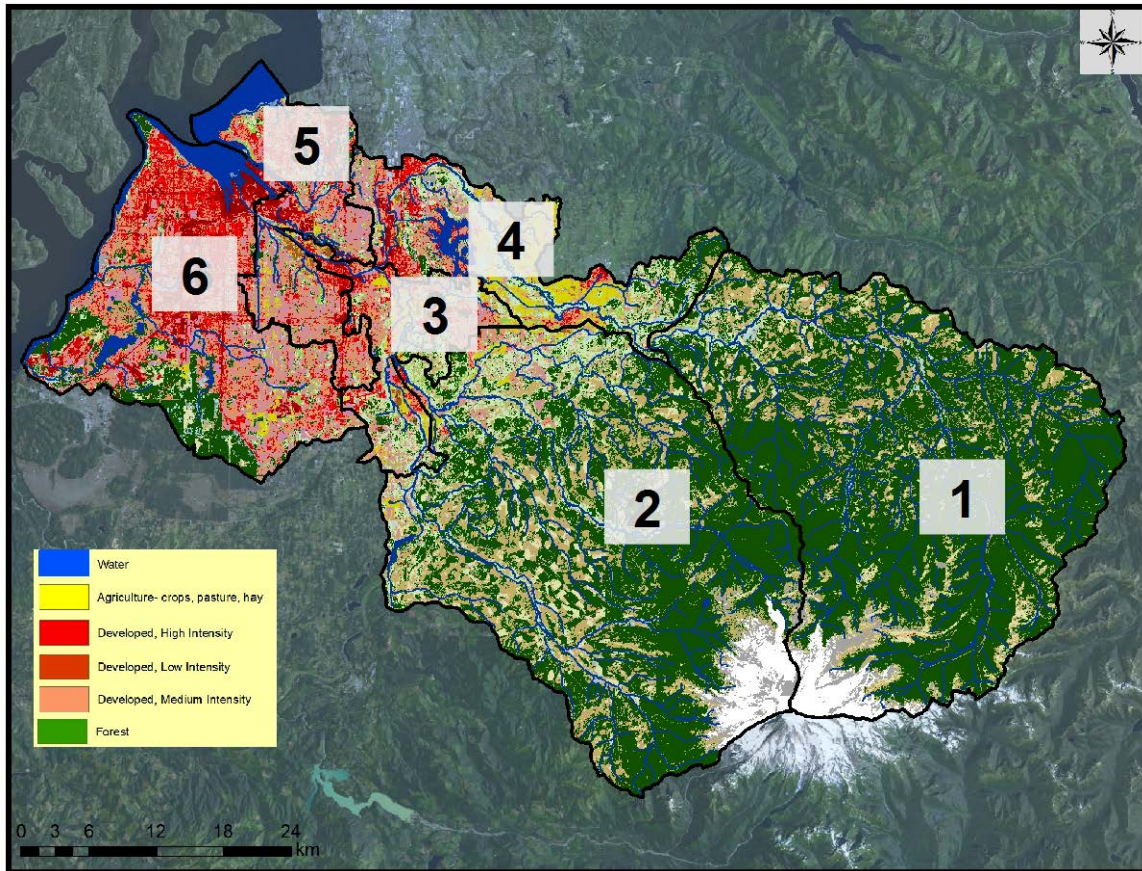 5
4
6
3
2
1
Water
Agriculture- crops, pasture, hay
Developed, High Intensity
Developed, Low Intensity
Developed, Medium Intensity
Forest
0 3 6 12 18 24
km